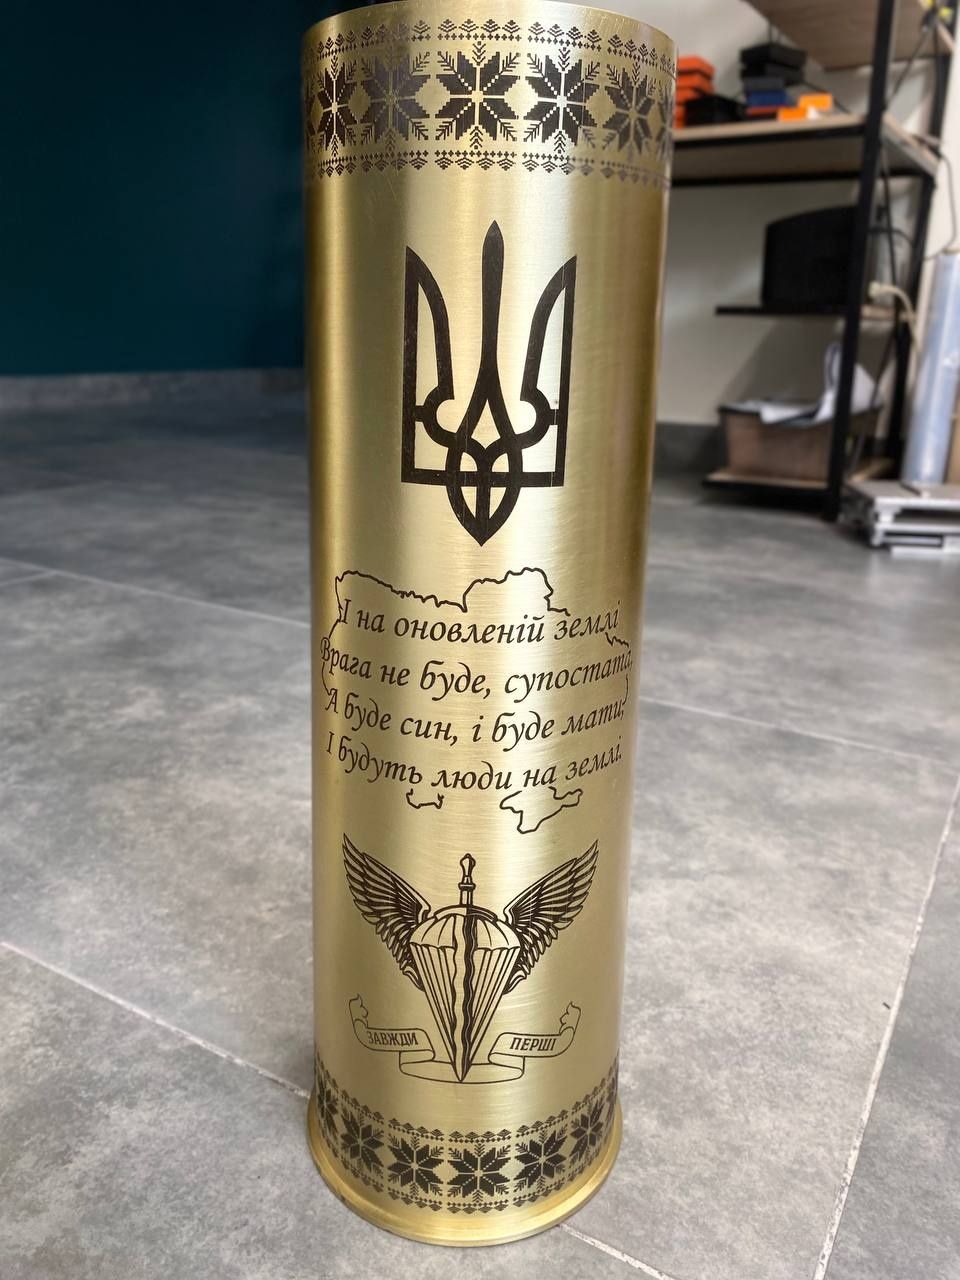 І на оновленій землі
Врага не буде, супостата,
А буде син, і буде мати,
І будуть люди на землі.
ЗАВЖДИ ПЕРШІ